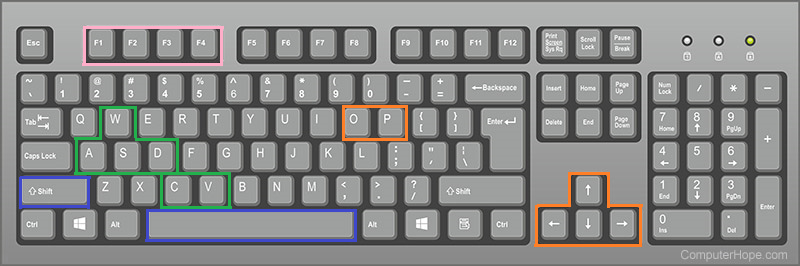 Esc F1 F2 F3 F4 F5 F6 F7 F8 F9 F10 F11 F12 Print Screen Sys Rq Scroll Lock Pause Break
1 A
~ ` ! 1 @ 2 # 3 $ 4 % 5 ^ 6 & 7 * 8 ( 9 ) 0 _ - + = ←Backspace Insert Home Page Up Num Lock / * −
Tab Q W E R T Y U I O P { [ } ] Enter Delete End Page Down 7 Home 8 ↑ 9 PgUp +
Caps Lock A S D F G H J K L : ; " ' | \ 4 ← 5 6 →
⇧ Shift Z X C V B N M < , > . ? / ⇧ Shift ↑ 1 End 2 ↓ 3 PgDn Enter
Ctrl Alt Alt Ctrl ← ↓ → 0 Ins . Del
ComputerHope.com